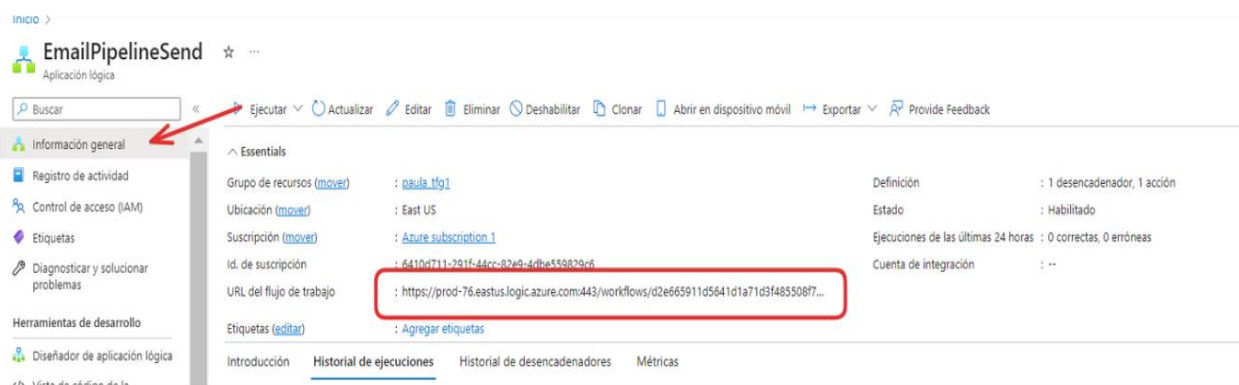 Inicio >
EmailPipelineSend
Aplicación lógica
Buscar
Ejecutar Actualizar Editar Eliminar Deshabilitar Clonar Abrir en dispositivo móvil Exportar Provide Feedback
Información general
Registro de actividad
Control de acceso (IAM)
Etiquetas
Diagnosticar y solucionar
problemas
Herramientas de desarrollo
Diseñador de aplicación lógica
Essentials
Grupo de recursos (mover) : paula_tfg1
Ubicación (mover) : East US
Suscripción (mover) : Azure subscription 1
Id. de suscripción : 6410d711-291f-44cc-82e9-4dbe559829c6
URL del flujo de trabajo : https://prod-76.eastus.logic.azure.com:443/workflows/d2e665911d5641d1a71d3f485508f7...
Etiquetas (editar) : Agregar etiquetas
Definición : 1 desencadenador, 1 acción
Estado : Habilitado
Ejecuciones de las últimas 24 horas : 0 correctas, 0 erróneas
Cuenta de integración : --
Introducción Historial de ejecuciones Historial de desencadenadores Métricas